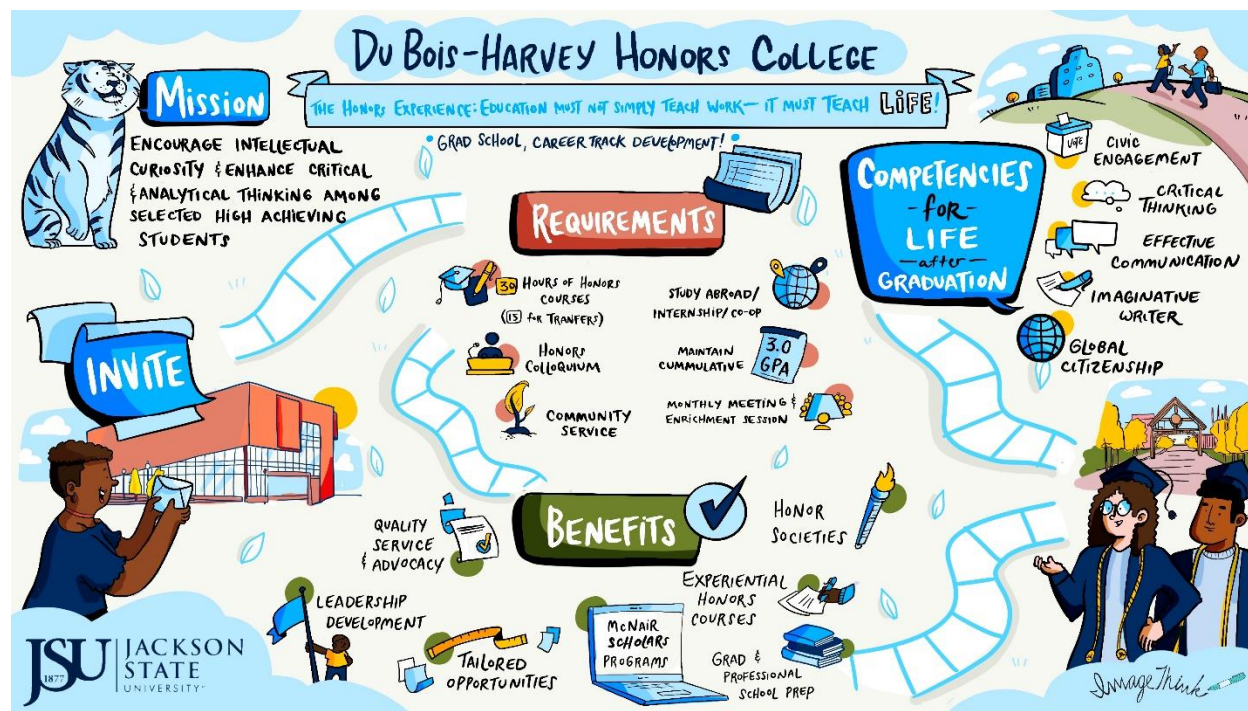 DU BOIS-HARVEY HONORS COLLEGE
THE HONORS EXPERIENCE: EDUCATION MUST NOT SIMPLY TEACH WORK — IT MUST TEACH LIFE!
• GRAD SCHOOL, CAREER TRACK DEVELOPMENT! •
MISSION
ENCOURAGE INTELLECTUAL
CURIOSITY & ENHANCE CRITICAL
& ANALYTICAL THINKING AMONG
SELECTED HIGH ACHIEVING
STUDENTS
INVITE
REQUIREMENTS
30 HOURS OF HONORS
COURSES
(15 for TRANFERS)
HONORS
COLLOQUIUM
COMMUNITY
SERVICE
STUDY ABROAD/
INTERNSHIP/CO-OP
MAINTAIN
CUMMULATIVE
3.0
GPA
MONTHLY MEETING &
ENRICHMENT SESSION
COMPETENCIES
-for-
LIFE
—after—
GRADUATION
VOTE
CIVIC
ENGAGEMENT
CRITICAL
THINKING
EFFECTIVE
COMMUNICATION
IMAGINATIVE
WRITER
GLOBAL
CITIZENSHIP
BENEFITS
QUALITY
SERVICE
& ADVOCACY
LEADERSHIP
DEVELOPMENT
TAILORED
OPPORTUNITIES
McNAIR
SCHOLARS
PROGRAMS
HONOR
SOCIETIES
EXPERIENTIAL
HONORS
COURSES
GRAD &
PROFESSIONAL
SCHOOL PREP
JSU
1877
JACKSON
STATE
UNIVERSITY
ImageThink